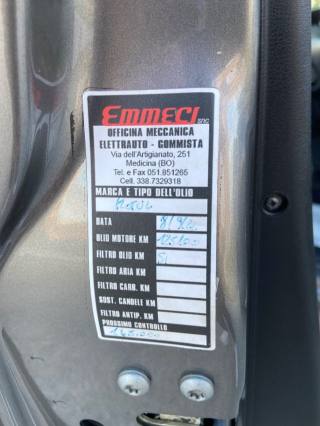 EMMECI snc
OFFICINA MECCANICA
ELETTRAUTO - GOMMISTA
Via dell'Artigianato, 251
Medicina (BO)
Tel. e Fax 051.851265
Cell. 338.7329318
MARCA E TIPO DELL'OLIO
DATA
OLIO MOTORE KM
FILTRO OLIO KM
FILTRO ARIA KM
FILTRO CARB. KM
SOST. CANDELE KM
FILTRO ANTIP. KM
PROSSIMO CONTROLLO